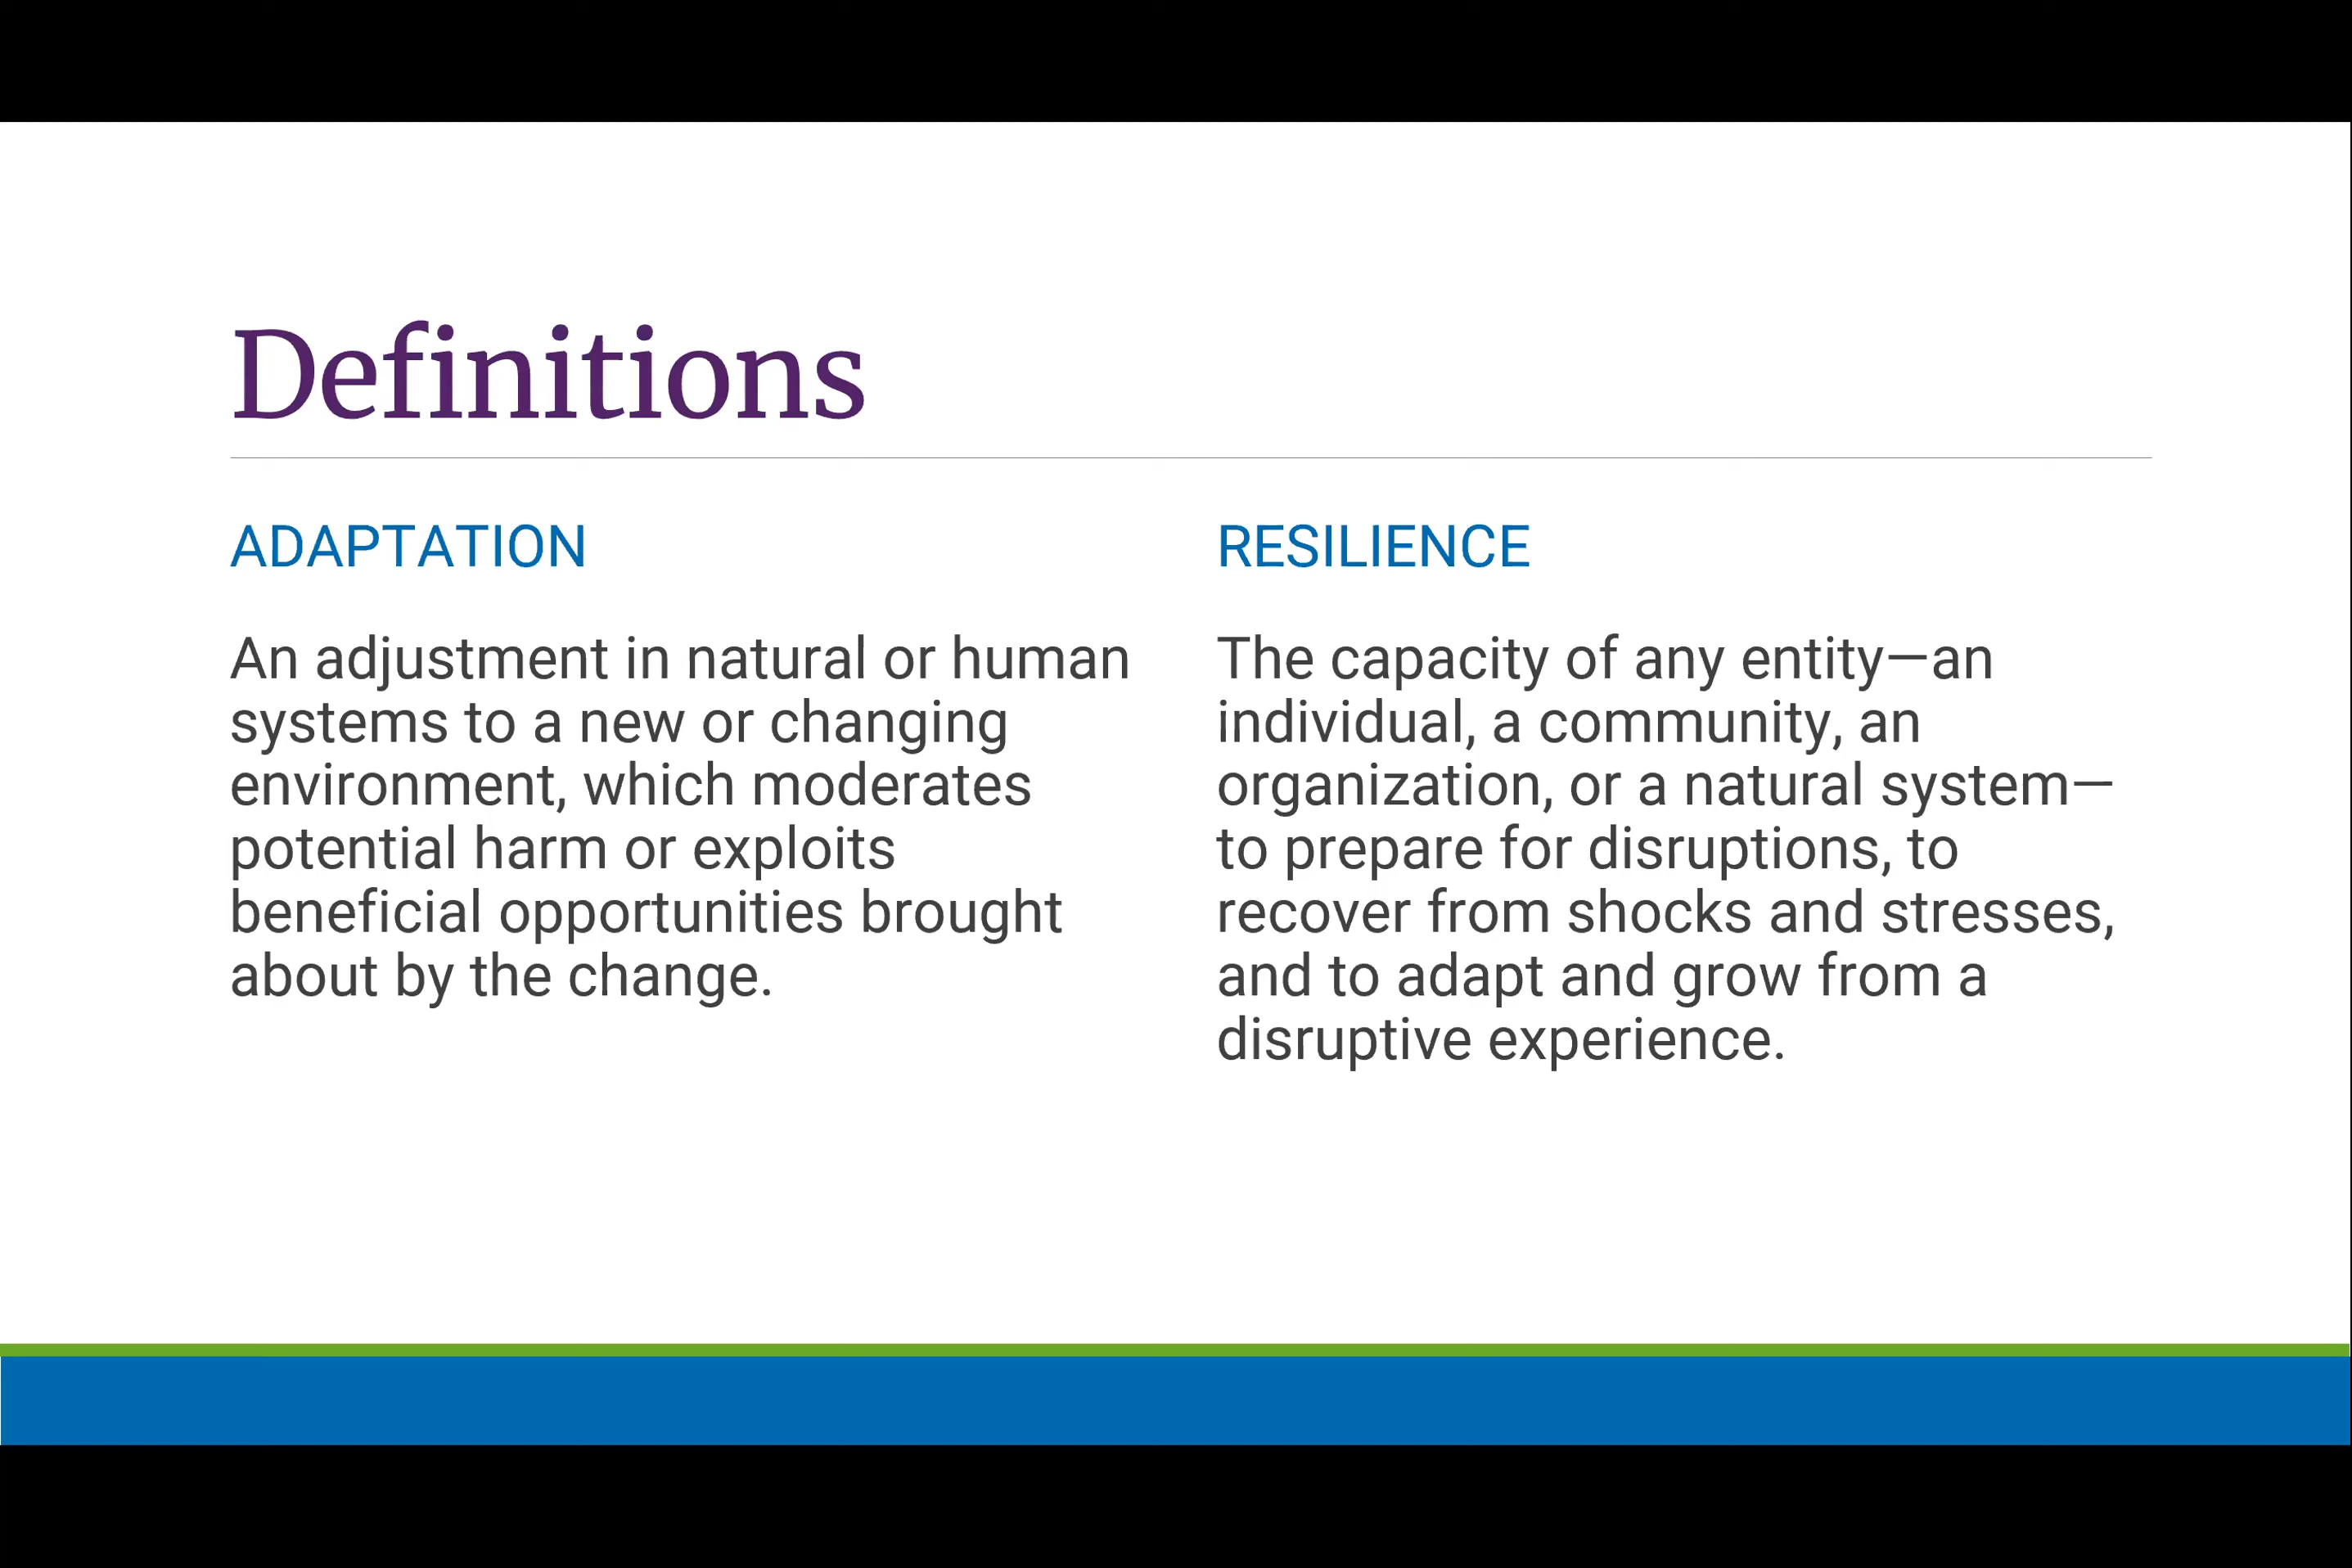 Definitions
ADAPTATION
An adjustment in natural or human
systems to a new or changing
environment, which moderates
potential harm or exploits
beneficial opportunities brought
about by the change.
RESILIENCE
The capacity of any entity—an
individual, a community, an
organization, or a natural system—
to prepare for disruptions, to
recover from shocks and stresses,
and to adapt and grow from a
disruptive experience.